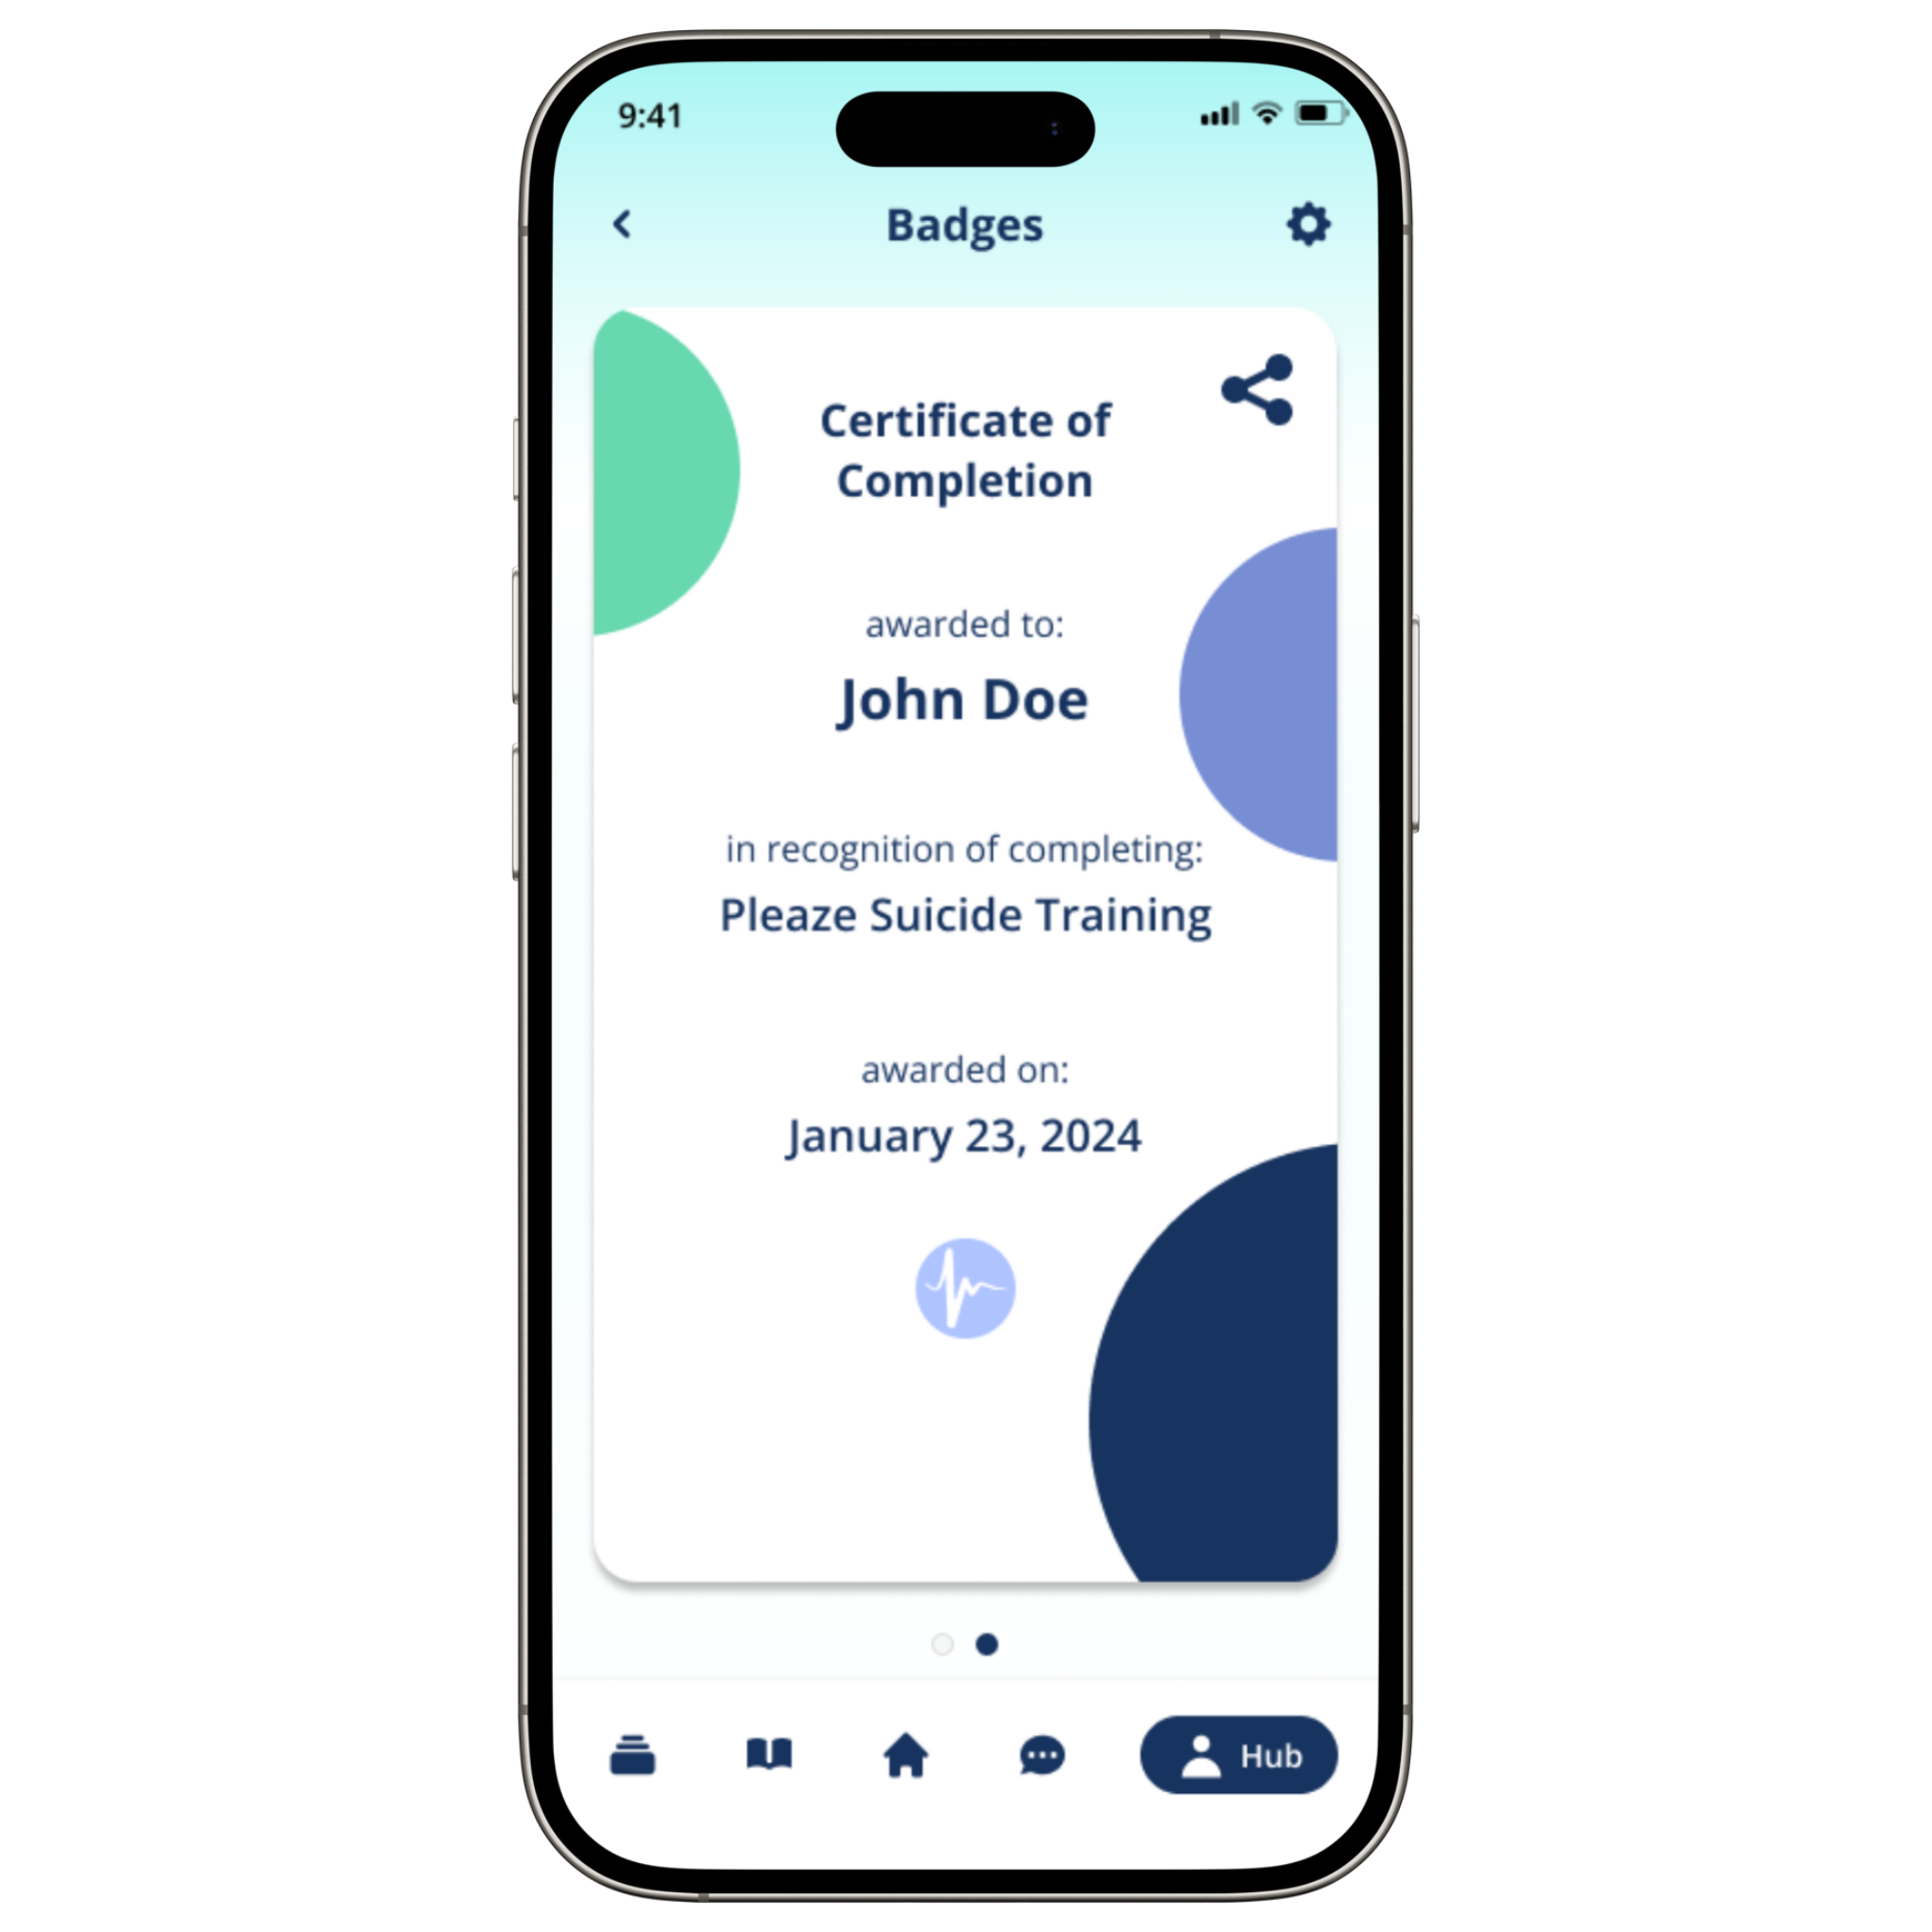 9:41
Badges
Certificate of
Completion
awarded to:
John Doe
in recognition of completing:
Pleaze Suicide Training
awarded on:
January 23, 2024
Hub